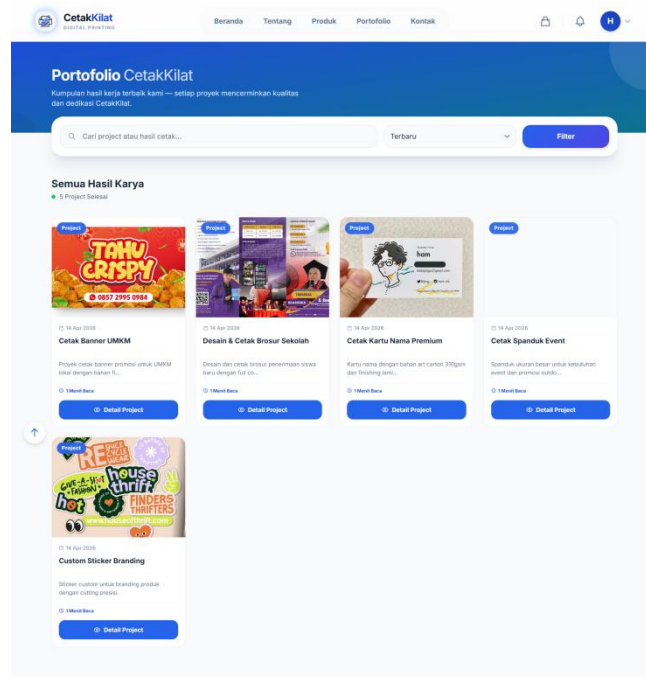 CetakKilat
DIGITAL PRINTING
Beranda Tentang Produk Portofolio Kontak
H
Portofolio CetakKilat
Kumpulan hasil kerja terbaik kami — setiap proyek mencerminkan kualitas
dan dedikasi CetakKilat.
Cari project atau hasil cetak...
Terbaru
Filter
Semua Hasil Karya
5 Project Selesai
Project
TAHU
CRISPY
0857 2995 0984
14 Apr 2026
Cetak Banner UMKM
Proyek cetak banner promosi untuk UMKM
lokal dengan bahan fl...
1 Menit Baca
Detail Project
Project
14 Apr 2026
Desain & Cetak Brosur Sekolah
Desain dan cetak brosur penerimaan siswa
baru dengan full co...
1 Menit Baca
Detail Project
Project
ham
14 Apr 2026
Cetak Kartu Nama Premium
Kartu nama dengan bahan art carton 310gsm
dan finishing lami...
1 Menit Baca
Detail Project
Project
14 Apr 2026
Cetak Spanduk Event
Spanduk ukuran besar untuk kebutuhan
event dan promosi outdo...
1 Menit Baca
Detail Project
Project
GIVE-A-SH*T
FASHION
hot
house
thrift
FINDERS
THRIFTERS
www.houseofthrift.com
14 Apr 2026
Custom Sticker Branding
Sticker custom untuk branding produk
dengan cutting presisi.
1 Menit Baca
Detail Project